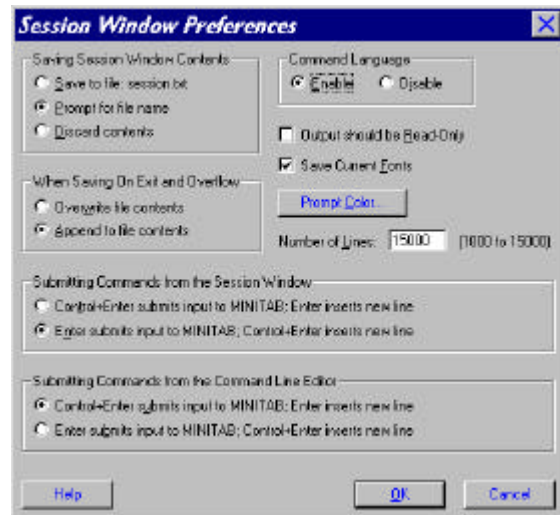 Session Window Preferences
Saving Session Window Contents
Save to file: session.txt
Prompt for file name
Discard contents
When Saving On Exit and Overflow
Overwrite file contents
Append to file contents
Command Language
Enable Disable
Output should be Read-Only
Save Current Fonts
Prompt Color...
Number of Lines: 15000 (1000 to 15000)
Submitting Commands from the Session Window
Control+Enter submits input to MINITAB; Enter inserts new line
Enter submits input to MINITAB; Control+Enter inserts new line
Submitting Commands from the Command Line Editor
Control+Enter submits input to MINITAB; Enter inserts new line
Enter submits input to MINITAB; Control+Enter inserts new line
Help OK Cancel